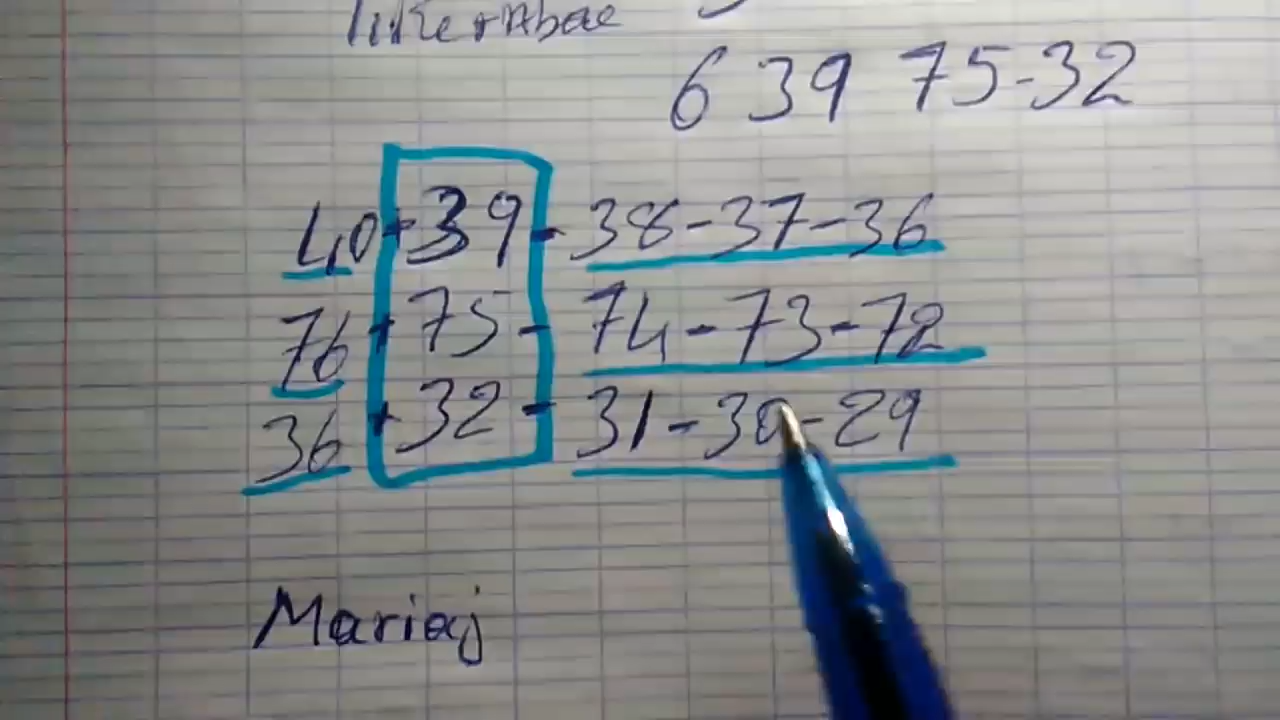 6 39 75-32
40 + 39 - 38-37-36
76 + 75 - 74-73-72
36 + 32 - 31-30-29
Mariaj